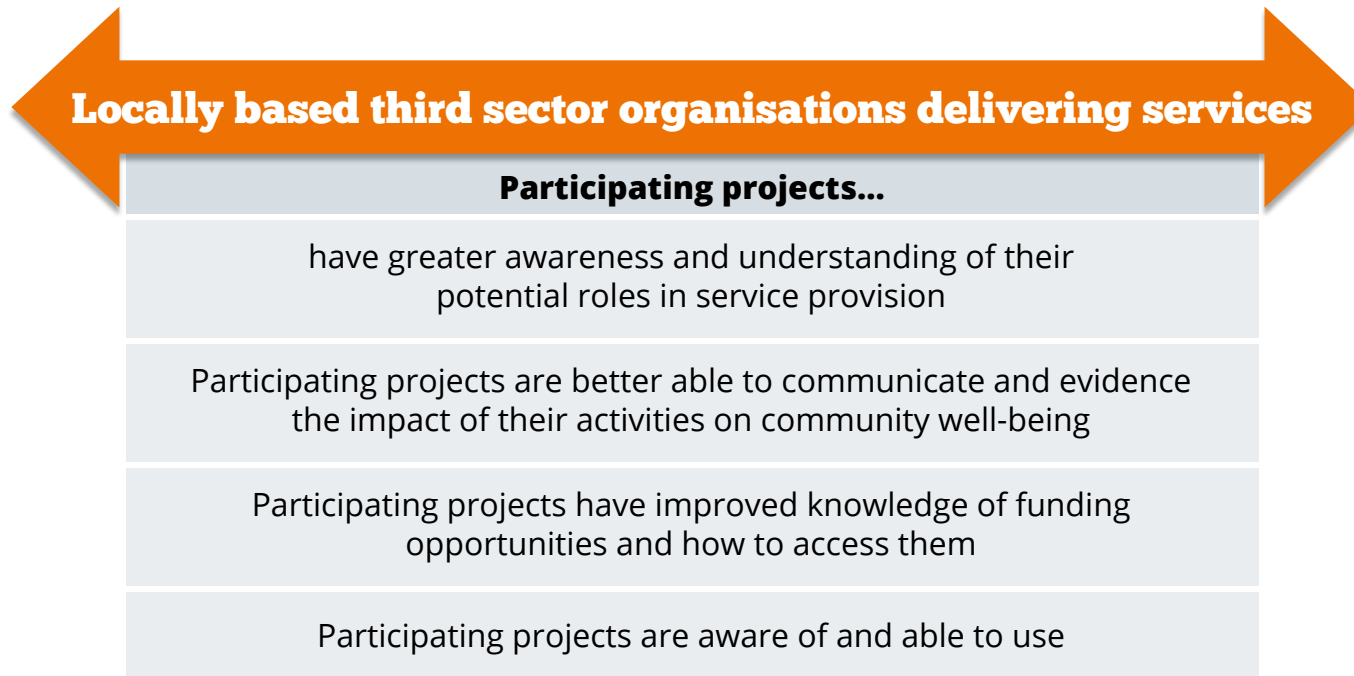 Locally based third sector organisations delivering services
Participating projects...
have greater awareness and understanding of their
potential roles in service provision
Participating projects are better able to communicate and evidence
the impact of their activities on community well-being
Participating projects have improved knowledge of funding
opportunities and how to access them
Participating projects are aware of and able to use